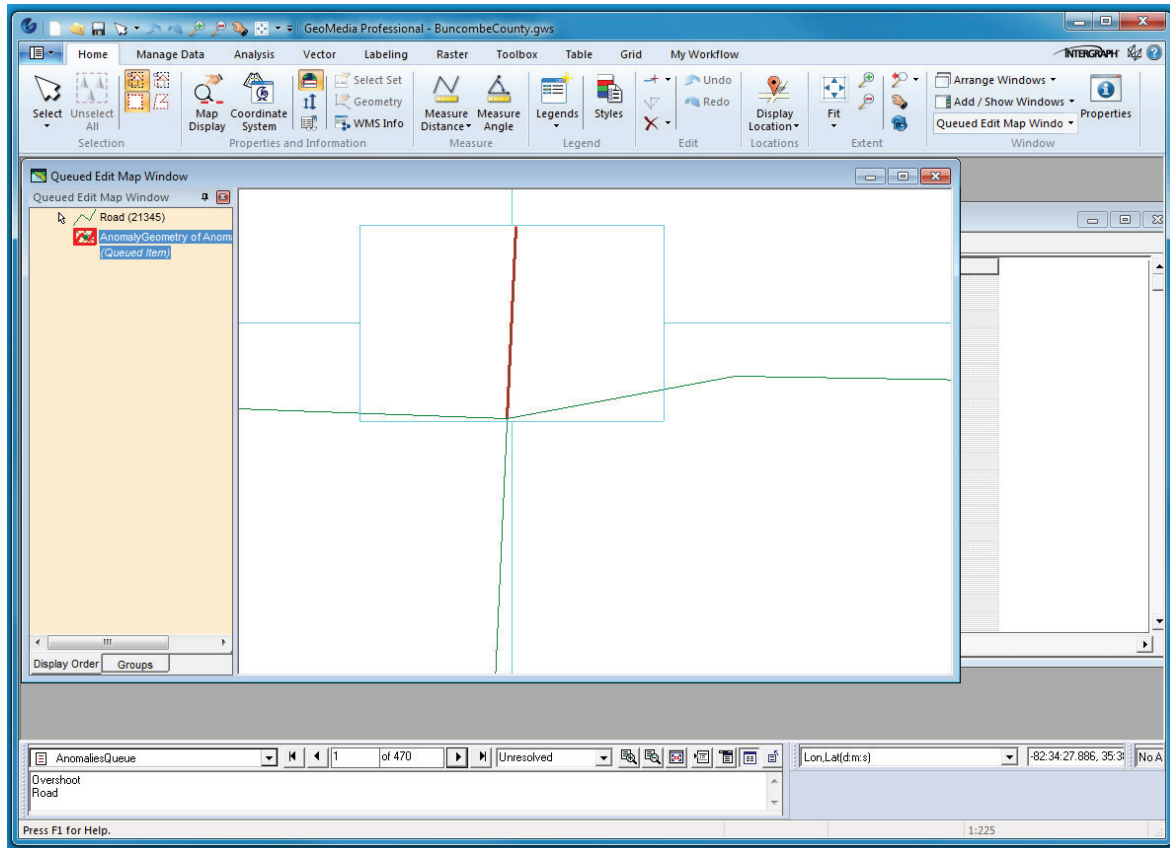 GeoMedia Professional - BuncombeCounty.gws
Home Manage Data Analysis Vector Labeling Raster Toolbox Table Grid My Workflow INTERGRAPH
Select Unselect All
Map Display Coordinate System
Select Set
Geometry
WMS Info
Measure Distance Measure Angle
Legends Styles
Undo
Redo
Display Location
Fit
Arrange Windows
Add / Show Windows
Queued Edit Map Windo
Properties
Selection Properties and Information Measure Legend Edit Locations Extent Window
Queued Edit Map Window
Queued Edit Map Window
Road (21345)
AnomalyGeometry of Anoma
(Queued Item)
Display Order Groups
AnomaliesQueue 1 of 470 Unresolved Lon,Lat(d:m:s) -82:34:27.886, 35:3 No A
Overshoot
Road
Press F1 for Help. 1:225